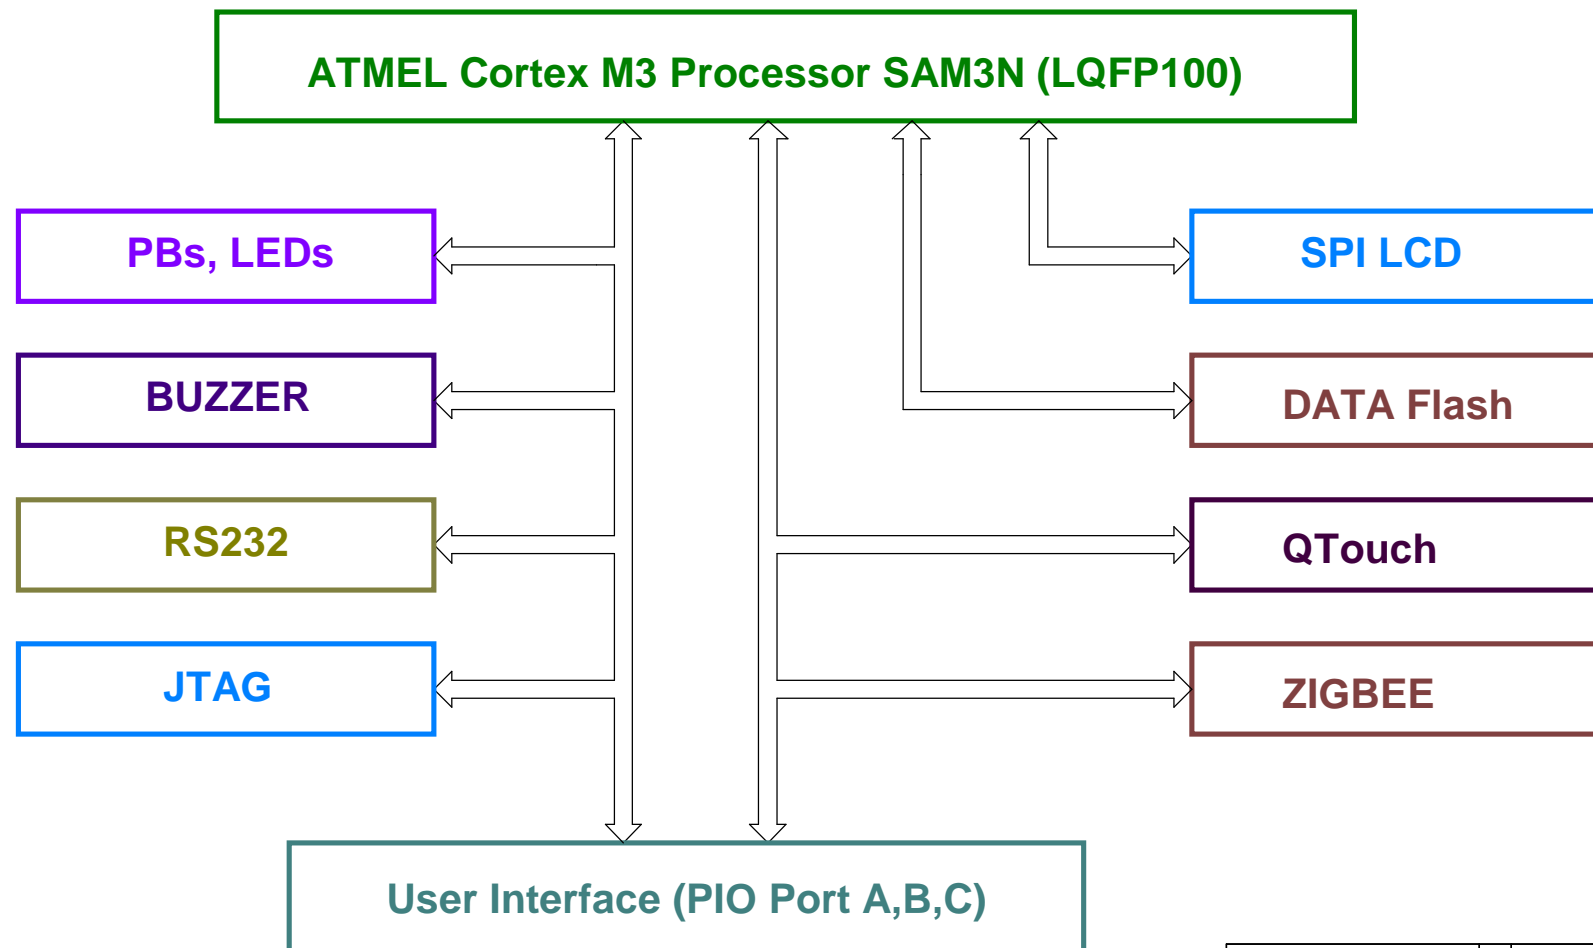 ATMEL Cortex M3 Processor SAM3N (LQFP100)
PBs, LEDs
SPI LCD
BUZZER
DATA Flash
RS232
QTouch
JTAG
ZIGBEE
User Interface (PIO Port A,B,C)